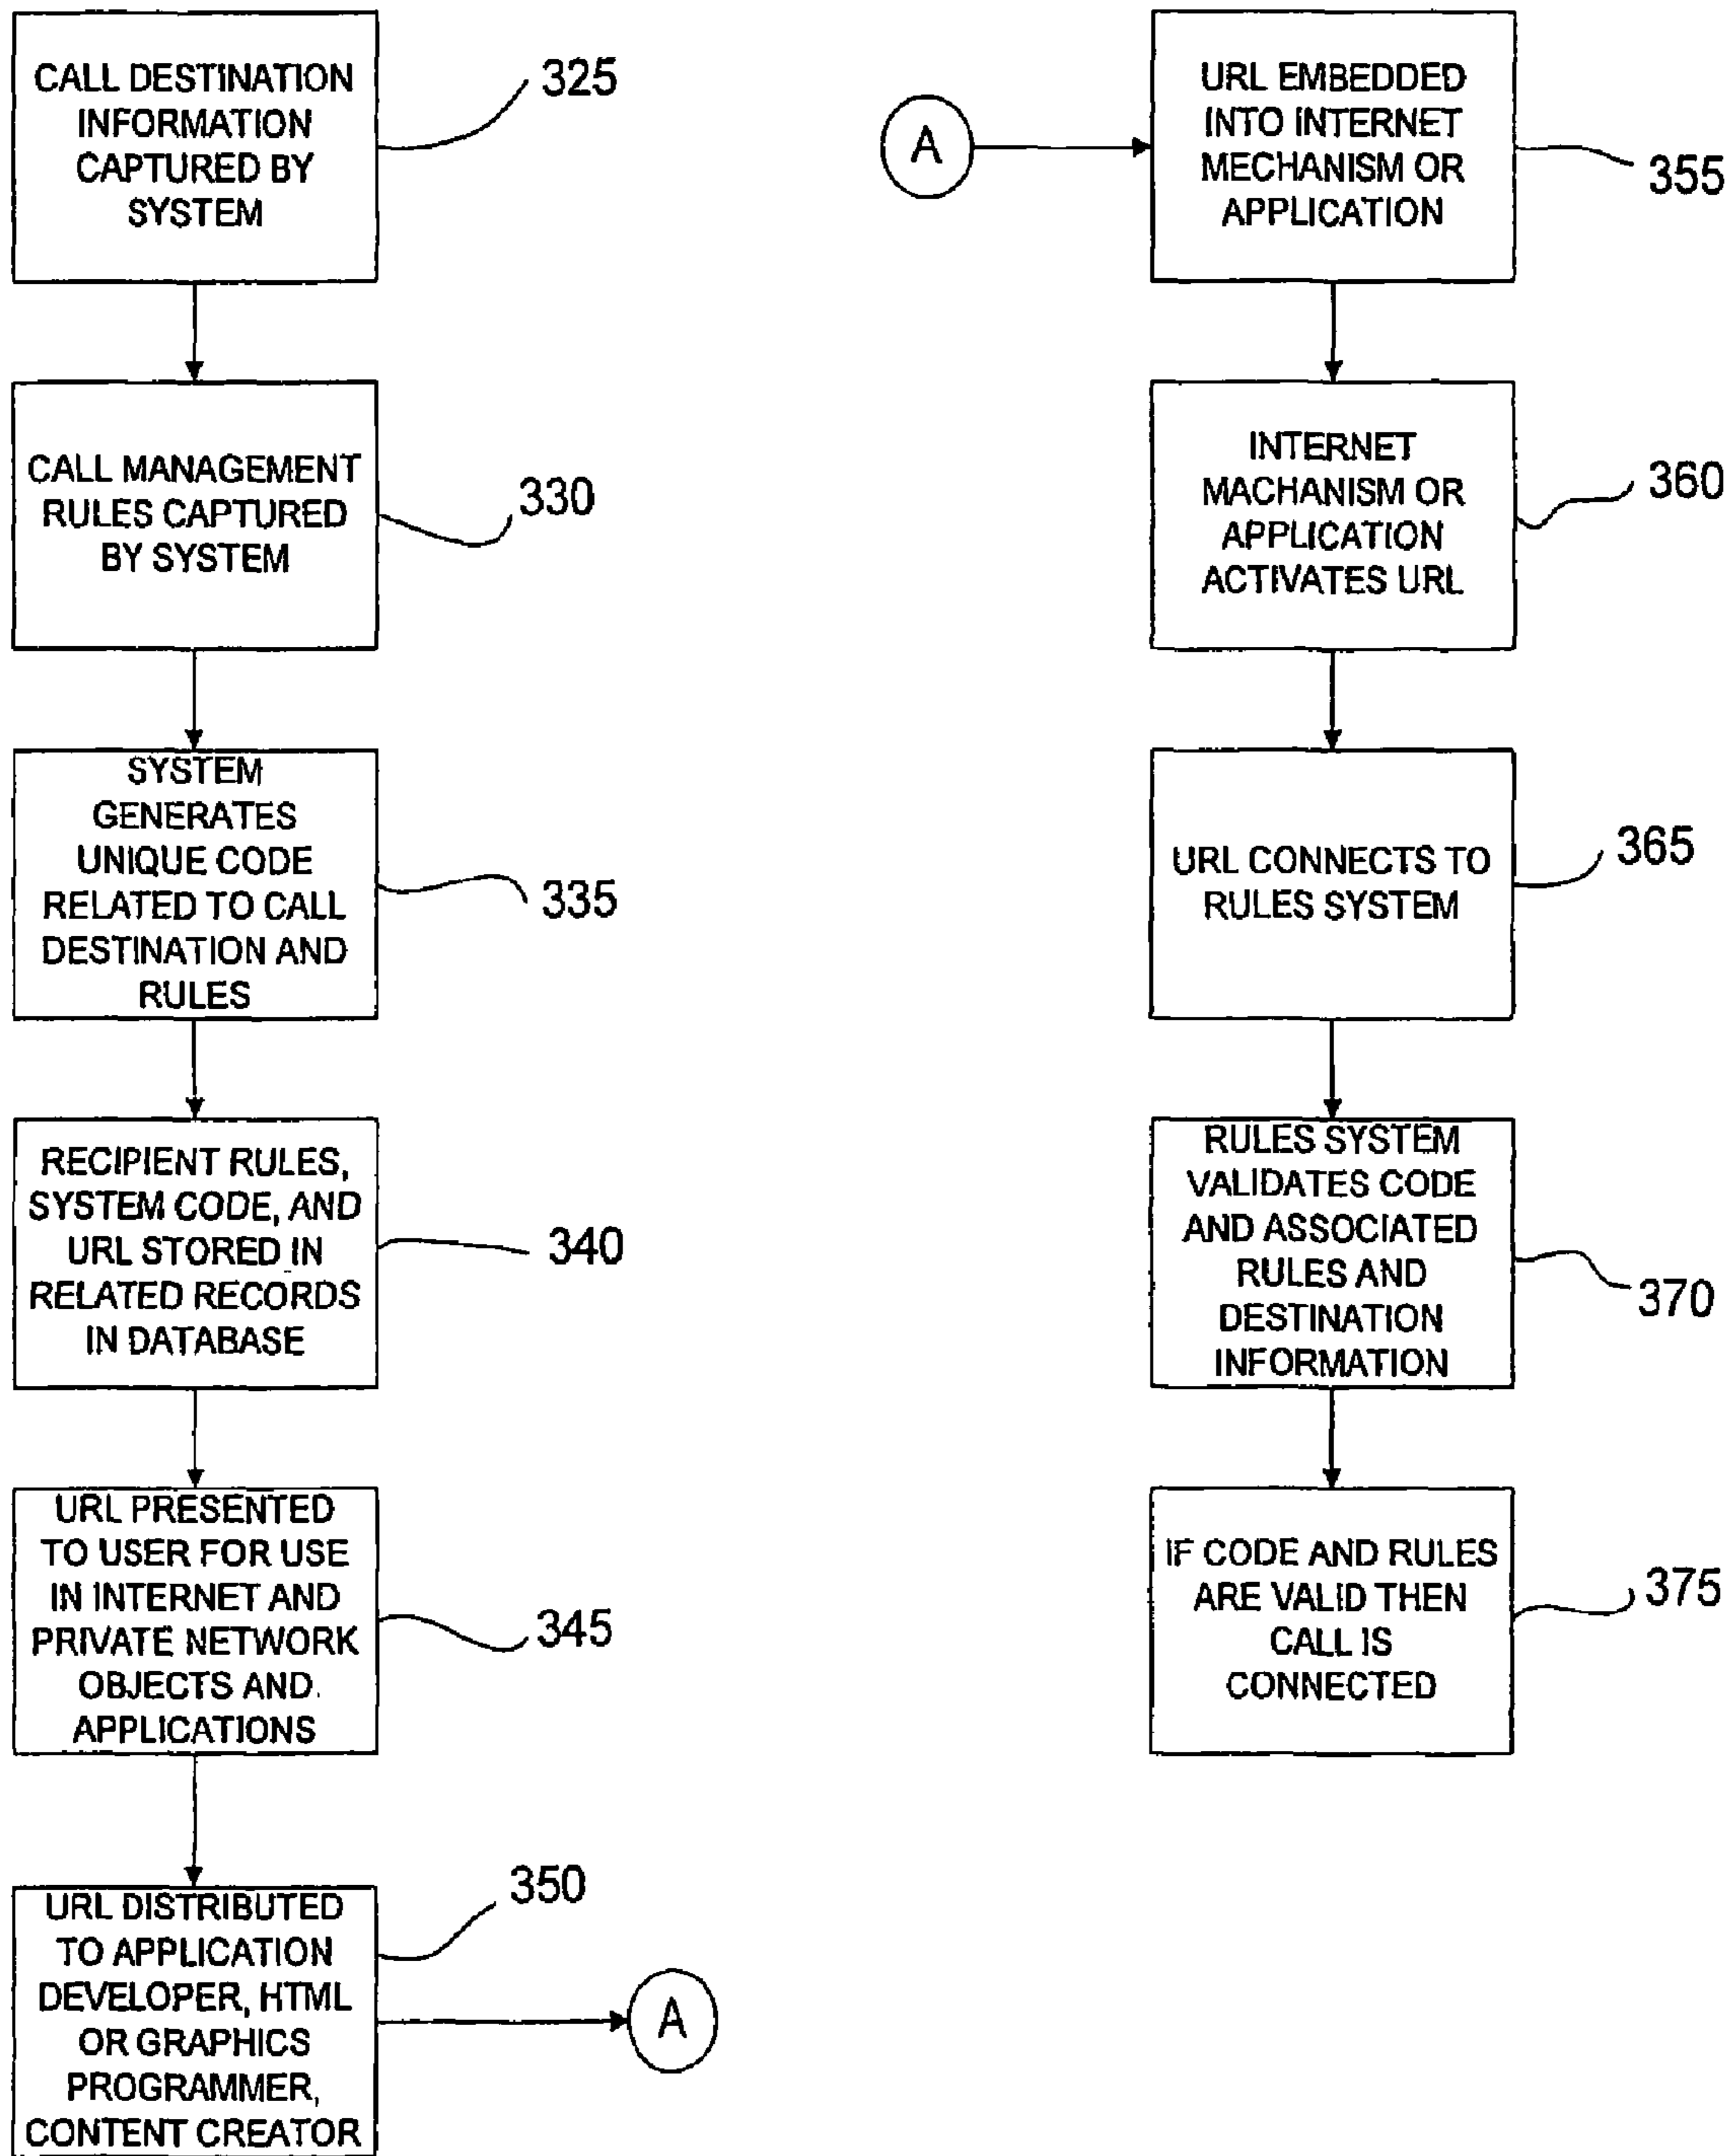 CALL DESTINATION
INFORMATION
CAPTURED BY
SYSTEM
325
CALL MANAGEMENT
RULES CAPTURED
BY SYSTEM
330
SYSTEM
GENERATES
UNIQUE CODE
RELATED TO CALL
DESTINATION AND
RULES
335
RECIPIENT RULES,
SYSTEM CODE, AND
URL STORED IN
RELATED RECORDS
IN DATABASE
340
URL PRESENTED
TO USER FOR USE
IN INTERNET AND
PRIVATE NETWORK
OBJECTS AND
APPLICATIONS
345
URL DISTRIBUTED
TO APPLICATION
DEVELOPER, HTML
OR GRAPHICS
PROGRAMMER,
CONTENT CREATOR
350
A
A
URL EMBEDDED
INTO INTERNET
MECHANISM OR
APPLICATION
355
INTERNET
MACHANISM OR
APPLICATION
ACTIVATES URL
360
URL CONNECTS TO
RULES SYSTEM
365
RULES SYSTEM
VALIDATES CODE
AND ASSOCIATED
RULES AND
DESTINATION
INFORMATION
370
IF CODE AND RULES
ARE VALID THEN
CALL IS
CONNECTED
375